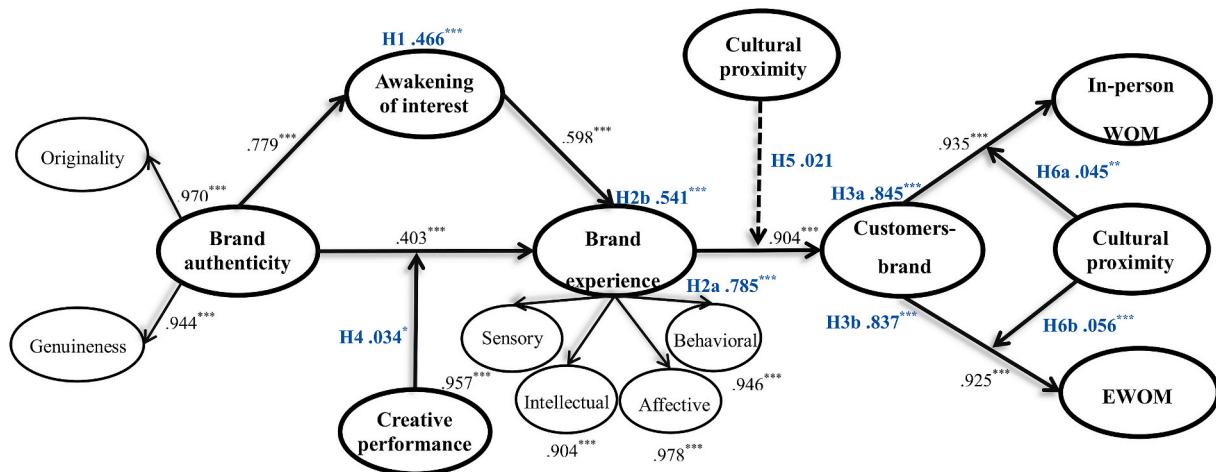 H1 .466***
Awakening
of interest
Cultural
proximity
In-person
WOM
Originality
.779***
.598***
.935***
H5 .021
H6a .045**
.970***
H2b .541***
H3a .845***
Brand
authenticity
.403***
Brand
experience
.904***
Customers-
brand
Cultural
proximity
H2a .785***
.944***
Genuineness
H4 .034*
Sensory
Behavioral
H3b .837***
H6b .056***
.957***
.946***
.925***
Intellectual
Affective
EWOM
Creative
performance
.904***
.978***